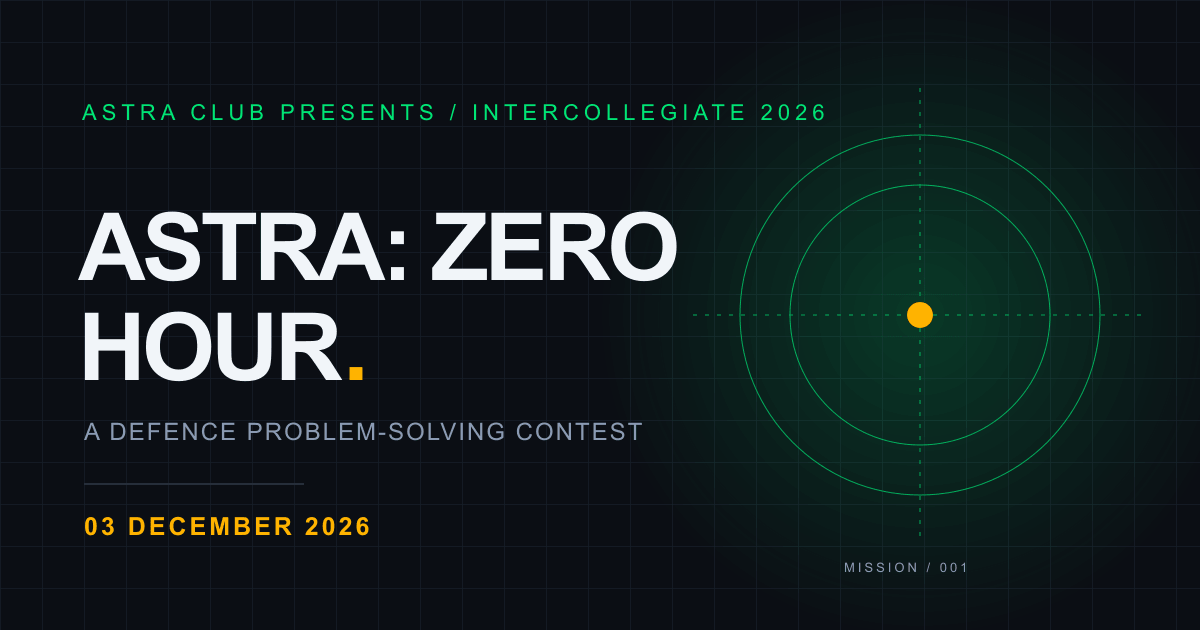 ASTRA CLUB PRESENTS / INTERCOLLEGIATE 2026
ASTRA: ZERO
HOUR.
A DEFENCE PROBLEM-SOLVING CONTEST
03 DECEMBER 2026
MISSION / 001